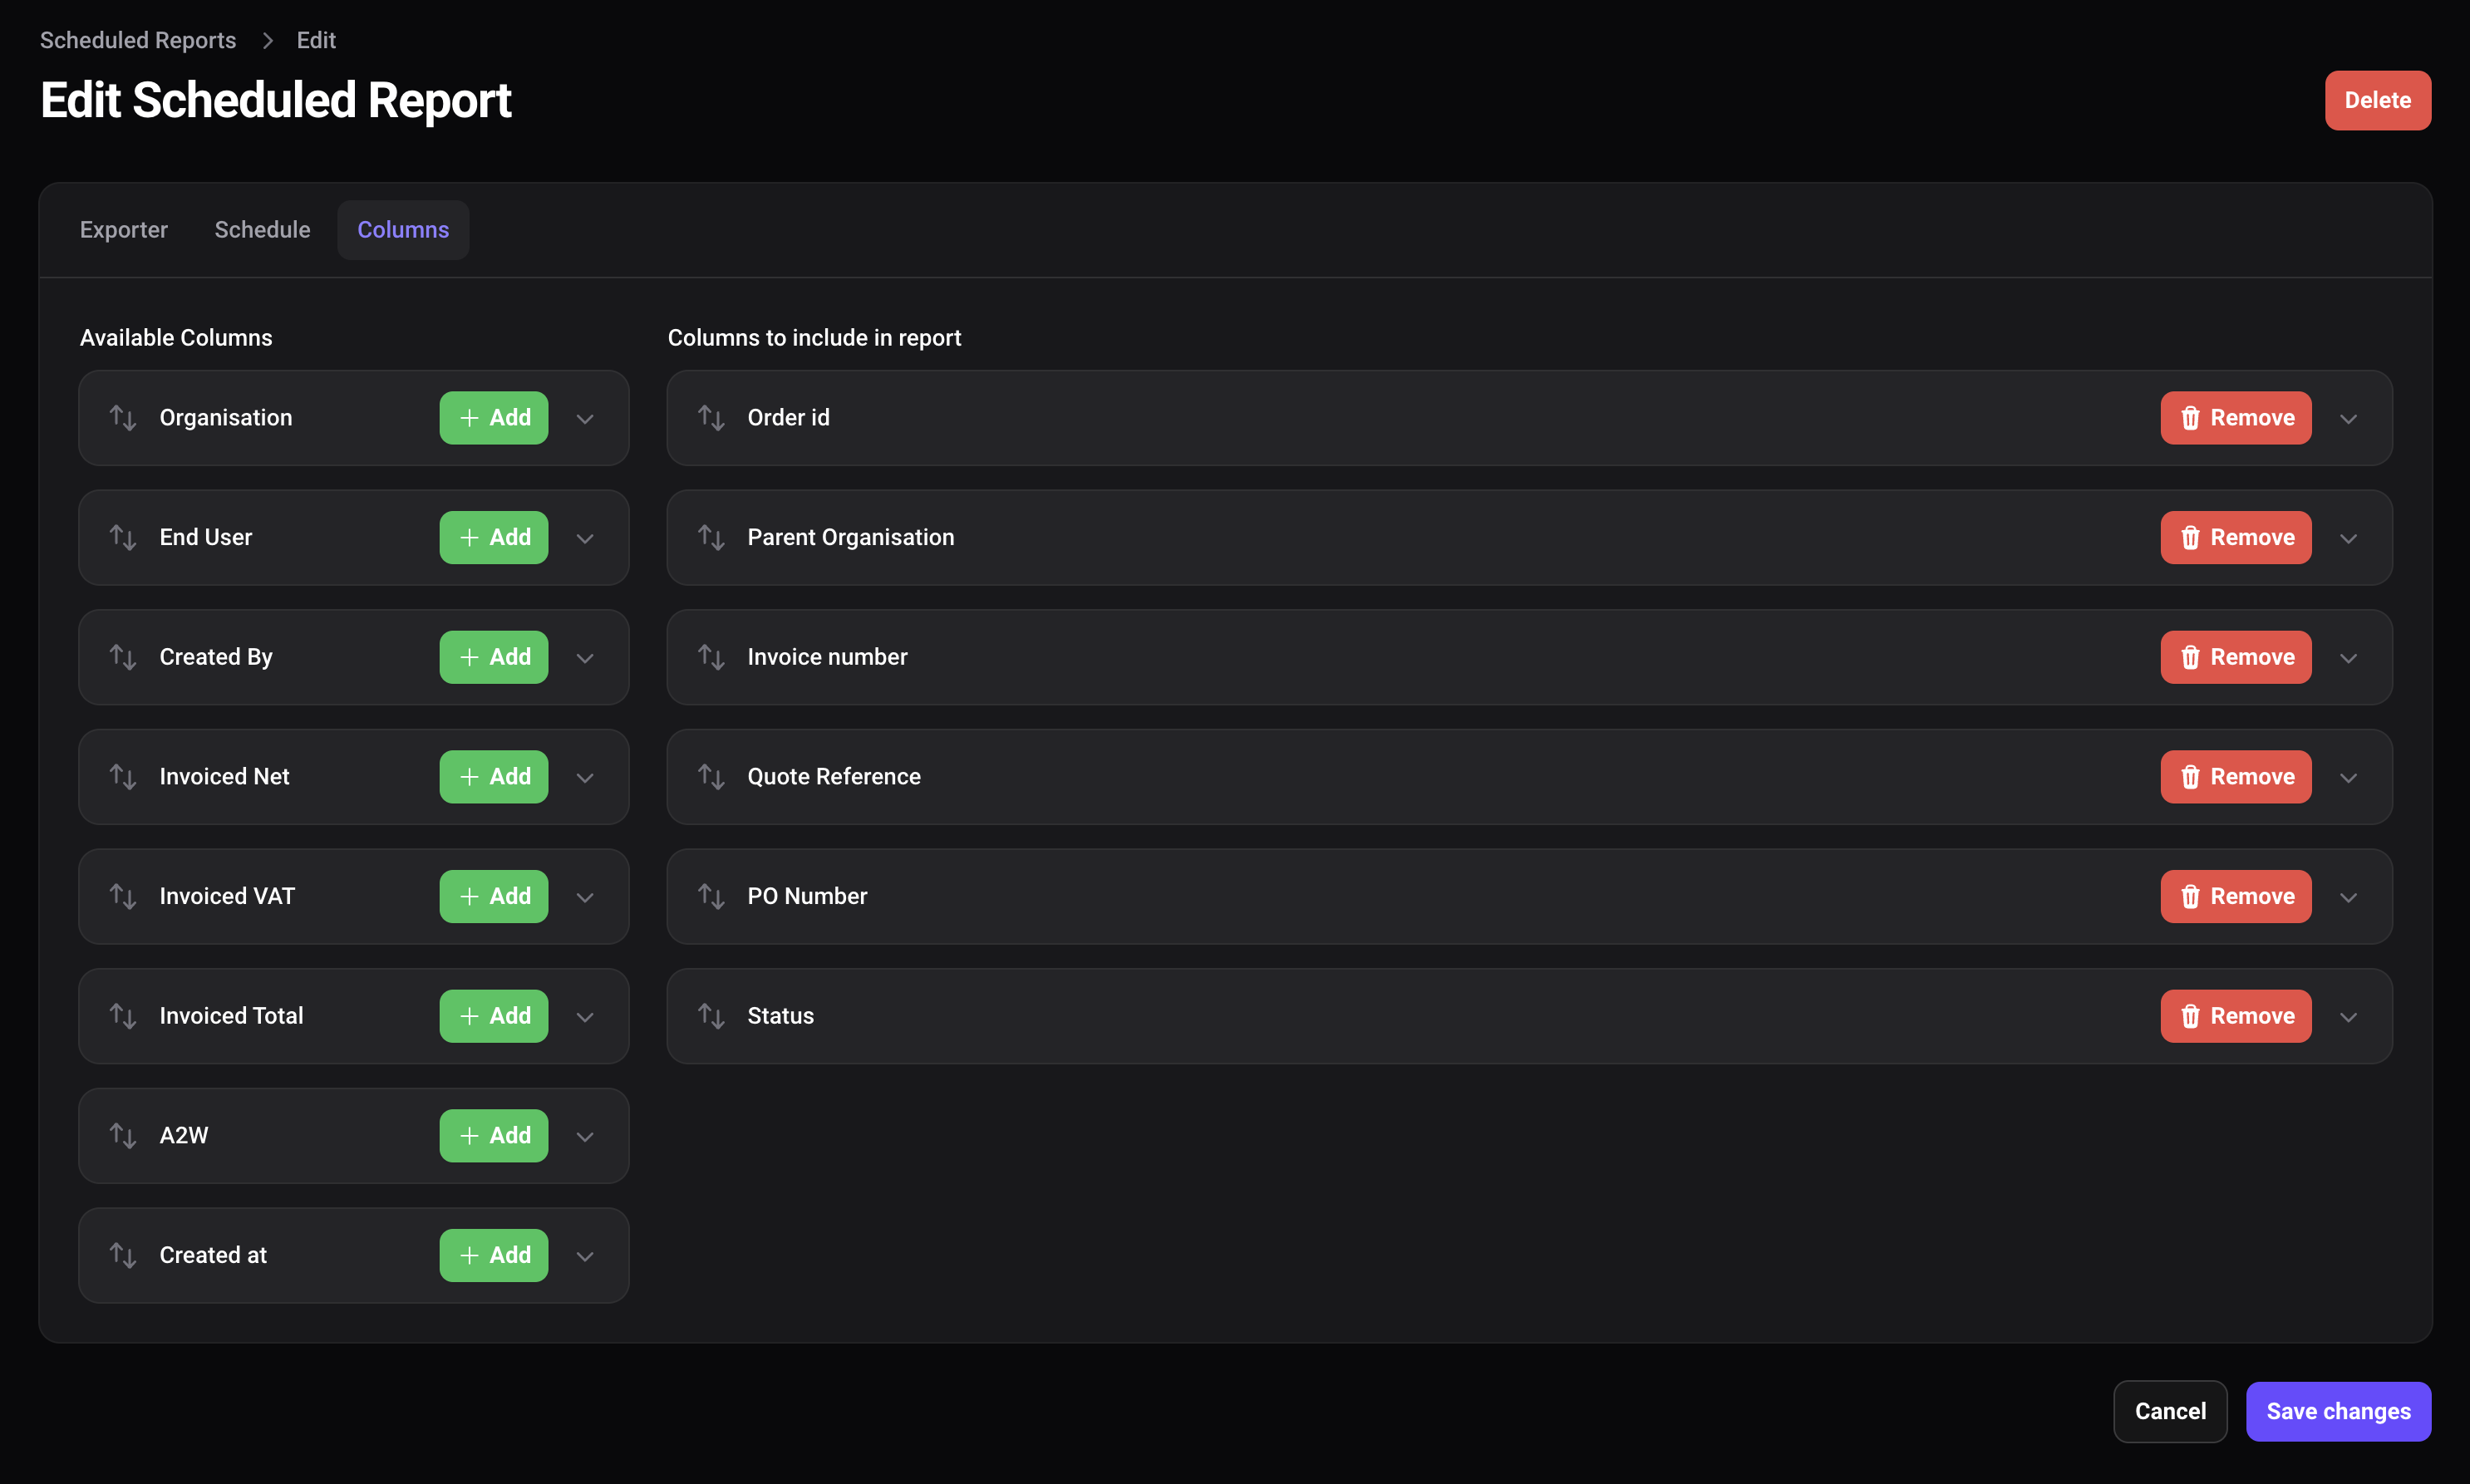 Scheduled Reports > Edit
Edit Scheduled Report
Delete
Exporter Schedule Columns
Available Columns
Organisation + Add
End User + Add
Created By + Add
Invoiced Net + Add
Invoiced VAT + Add
Invoiced Total + Add
A2W + Add
Created at + Add
Columns to include in report
Order id Remove
Parent Organisation Remove
Invoice number Remove
Quote Reference Remove
PO Number Remove
Status Remove
Cancel Save changes